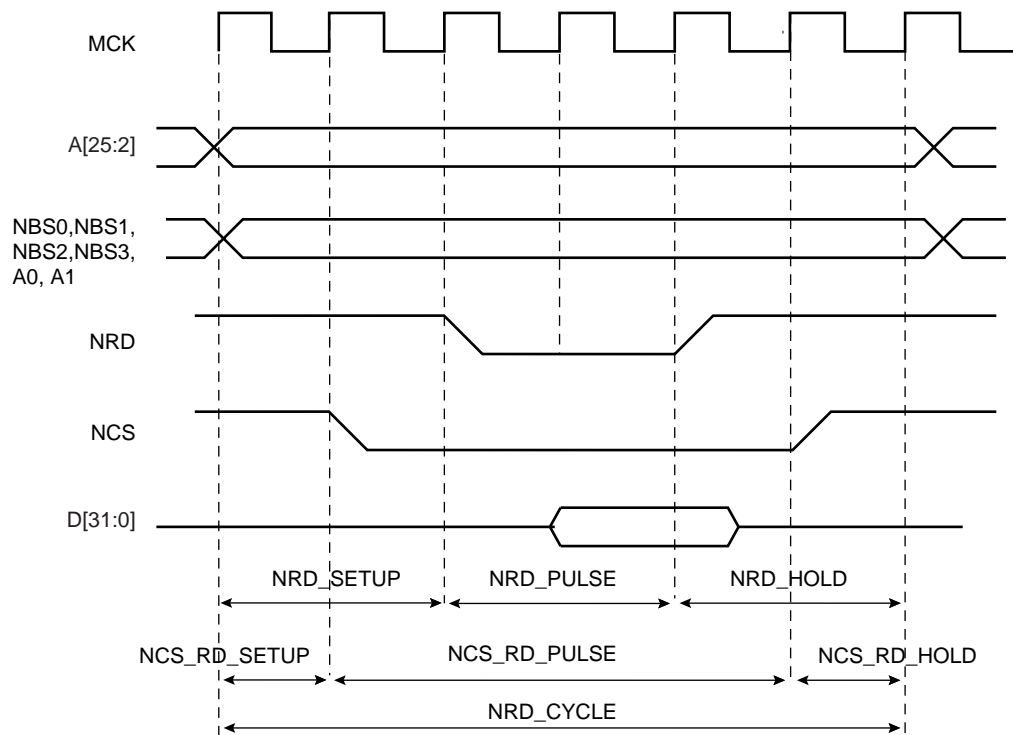 MCK
A[25:2]
NBS0,NBS1,
NBS2,NBS3,
A0, A1
NRD
NCS
D[31:0]
NRD_SETUP NRD_PULSE NRD_HOLD
NCS_RD_SETUP NCS_RD_PULSE NCS_RD_HOLD
NRD_CYCLE